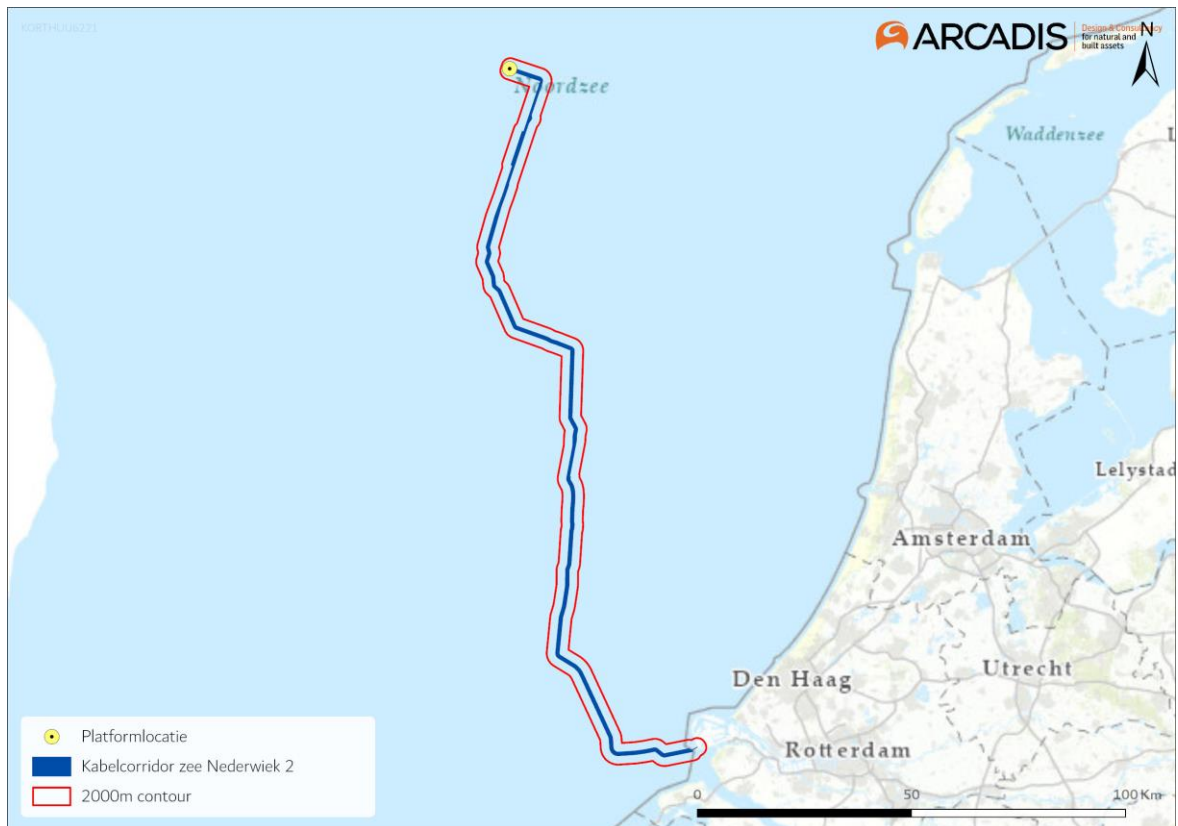 ARCADIS
Design & Consultancy
for natural and
built assets
N
Noordzee
Waddenzee
L
Lelystad
Amsterdam
Utrecht
Den Haag
Rotterdam
Platformlocatie
Kabelcorridor zee Nederwiek 2
2000m contour
0
50
100 Km